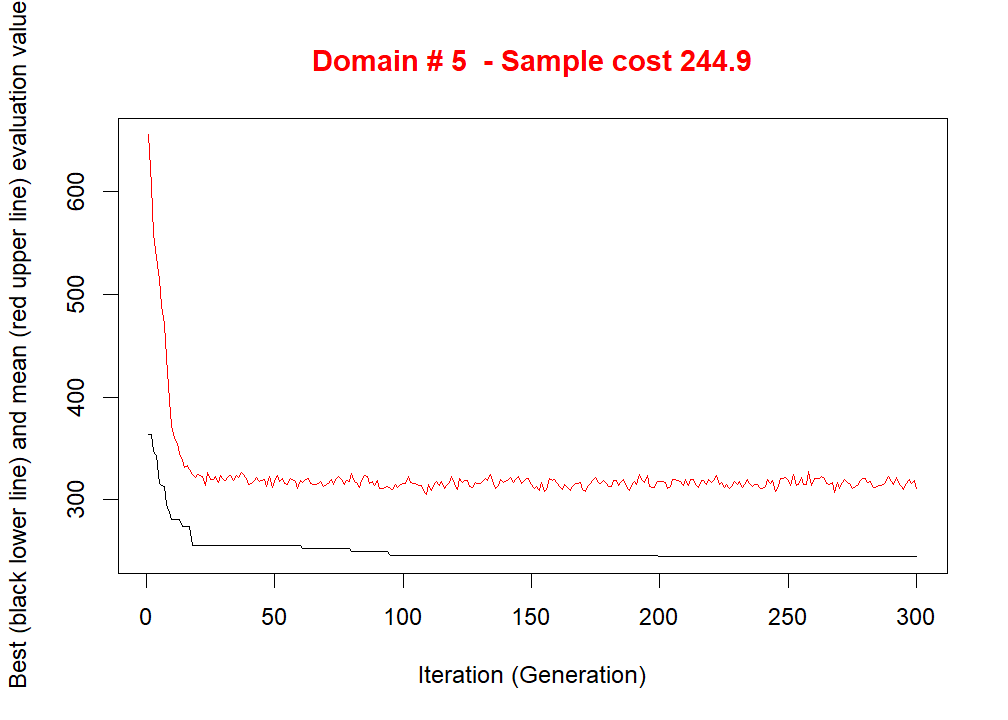 Domain # 5  - Sample cost 244.9
Best (black lower line) and mean (red upper line) evaluation value
600
500
400
300
0 50 100 150 200 250 300
Iteration (Generation)